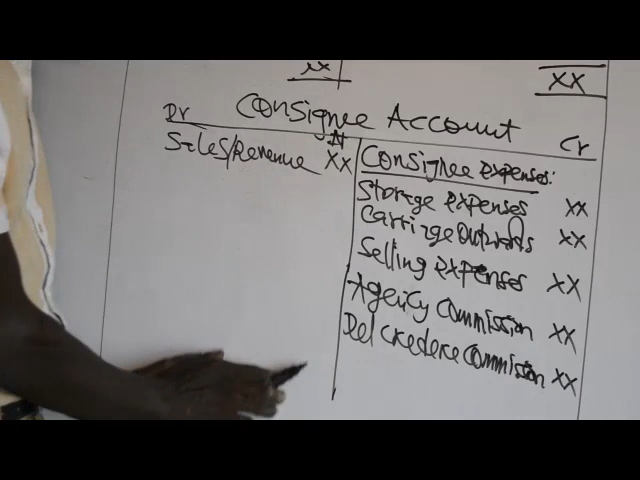 xx
XX
Consignee Account
Dr
Cr
N
Sales/Revenue XX
Consignee expenses:
Storage expenses XX
Carriage Outwards XX
Selling expenses XX
Agency Commission XX
Del credere Commission XX